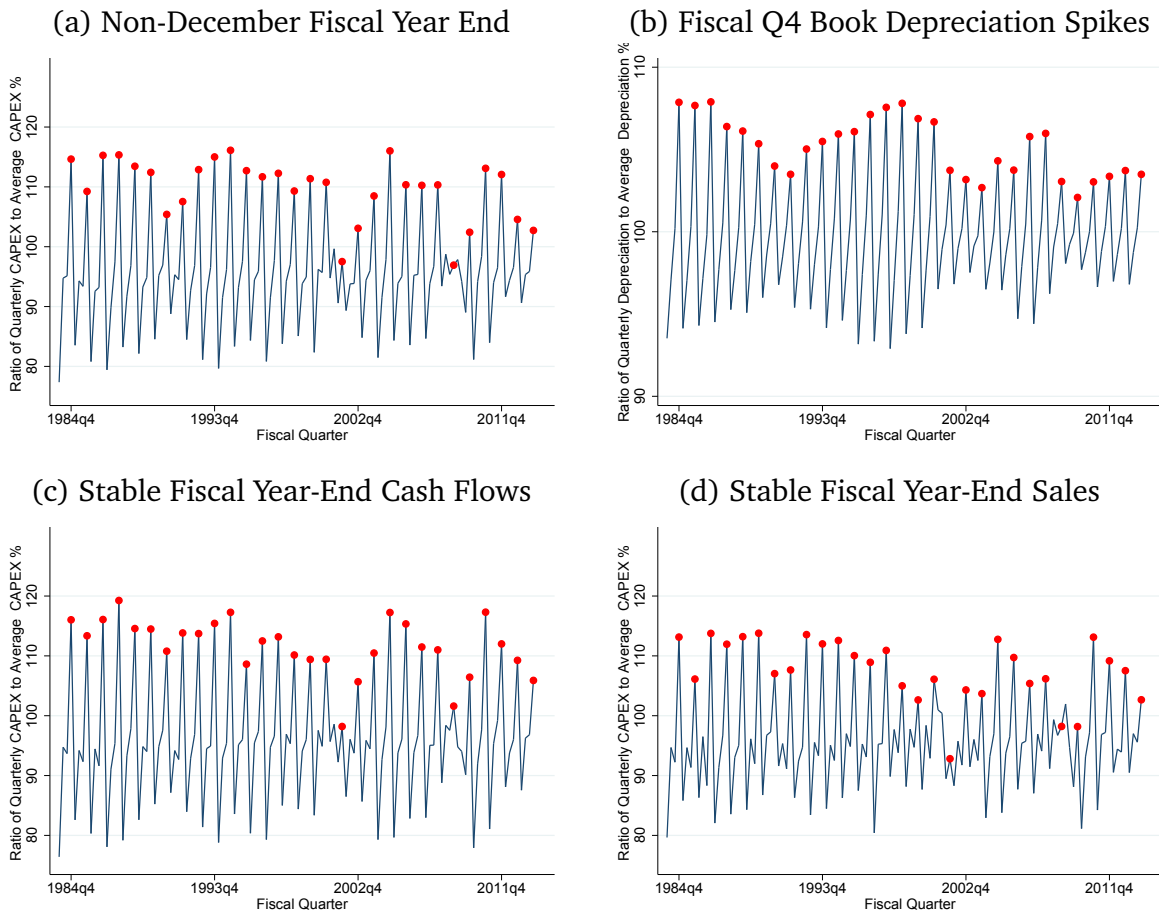 (a) Non-December Fiscal Year End
Ratio of Quarterly CAPEX to Average CAPEX %
120
110
100
90
80
1984q4 1993q4 2002q4 2011q4
Fiscal Quarter
(b) Fiscal Q4 Book Depreciation Spikes
Ratio of Quarterly Depreciation to Average Depreciation %
110
100
90
1984q4 1993q4 2002q4 2011q4
Fiscal Quarter
(c) Stable Fiscal Year-End Cash Flows
Ratio of Quarterly CAPEX to Average CAPEX %
120
110
100
90
80
1984q4 1993q4 2002q4 2011q4
Fiscal Quarter
(d) Stable Fiscal Year-End Sales
Ratio of Quarterly CAPEX to Average CAPEX %
120
110
100
90
80
1984q4 1993q4 2002q4 2011q4
Fiscal Quarter